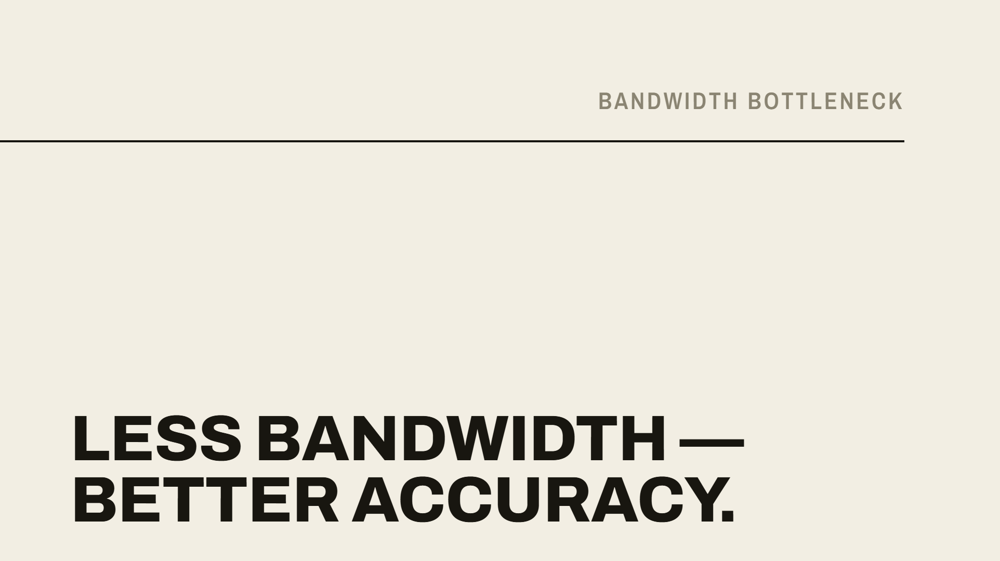 BANDWIDTH BOTTLENECK
LESS BANDWIDTH —
BETTER ACCURACY.